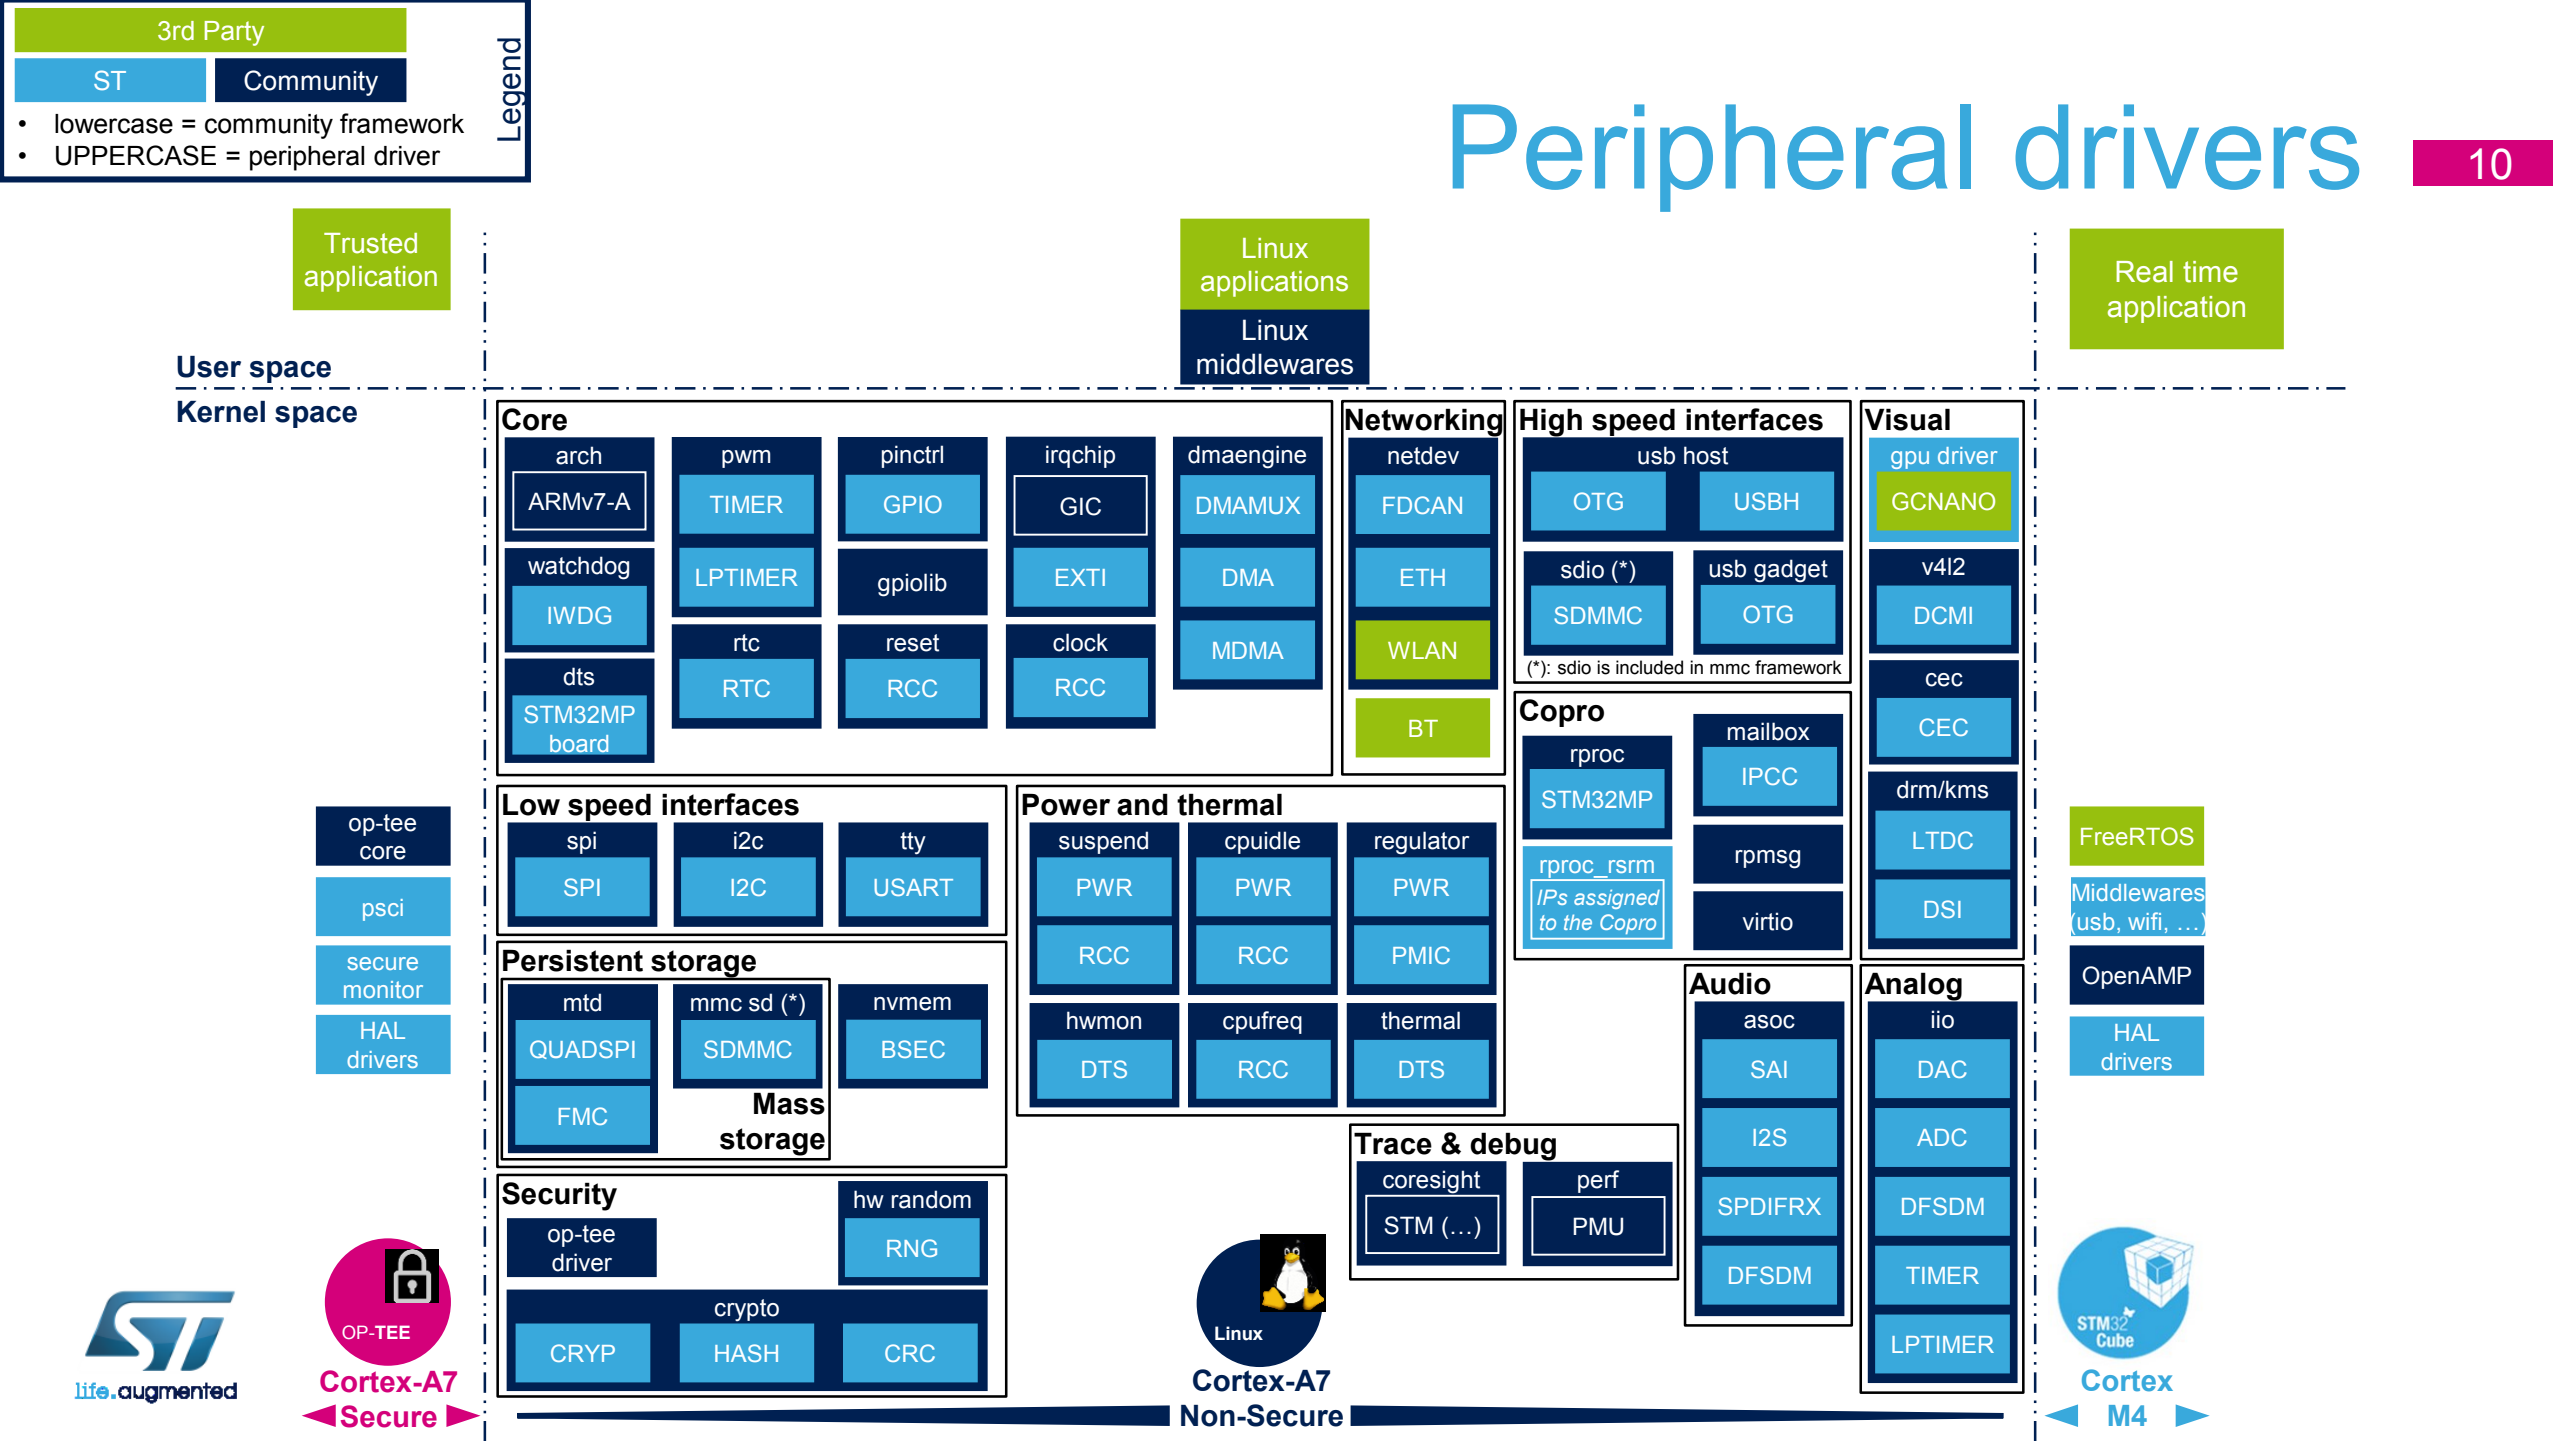 3rd Party
ST
Community
• lowercase = community framework
• UPPERCASE = peripheral driver
Legend
Peripheral drivers
10
Trusted
application
Linux
applications
Linux
middlewares
Real time
application
User space
Kernel space
Core
arch
ARMv7-A
watchdog
IWDG
dts
STM32MP
board
pwm
TIMER
LPTIMER
rtc
RTC
pinctrl
GPIO
gpiolib
reset
RCC
irqchip
GIC
EXTI
clock
RCC
dmaengine
DMAMUX
DMA
MDMA
Networking
netdev
FDCAN
ETH
WLAN
BT
High speed interfaces
usb host
OTG
USBH
sdio (*)
SDMMC
usb gadget
OTG
(*): sdio is included in mmc framework
Visual
gpu driver
GCNANO
v4l2
DCMI
cec
CEC
drm/kms
LTDC
DSI
Copro
rproc
STM32MP
rproc_rsrm
IPs assigned
to the Copro
mailbox
IPCC
rpmsg
virtio
op-tee
core
psci
secure
monitor
HAL
drivers
Low speed interfaces
spi
SPI
i2c
I2C
tty
USART
Power and thermal
suspend
PWR
RCC
cpuidle
PWR
RCC
regulator
PWR
PMIC
hwmon
DTS
cpufreq
RCC
thermal
DTS
FreeRTOS
Middlewares
(usb, wifi, …)
OpenAMP
HAL
drivers
Persistent storage
mtd
QUADSPI
FMC
mmc sd (*)
SDMMC
Mass
storage
nvmem
BSEC
Audio
asoc
SAI
I2S
SPDIFRX
DFSDM
Analog
iio
DAC
ADC
DFSDM
TIMER
LPTIMER
Trace & debug
coresight
STM (…)
perf
PMU
Security
op-tee
driver
hw random
RNG
crypto
CRYP
HASH
CRC
ST
life.augmented
OP-TEE
Cortex-A7
Secure
Linux
Cortex-A7
Non-Secure
STM32
Cube
Cortex
M4